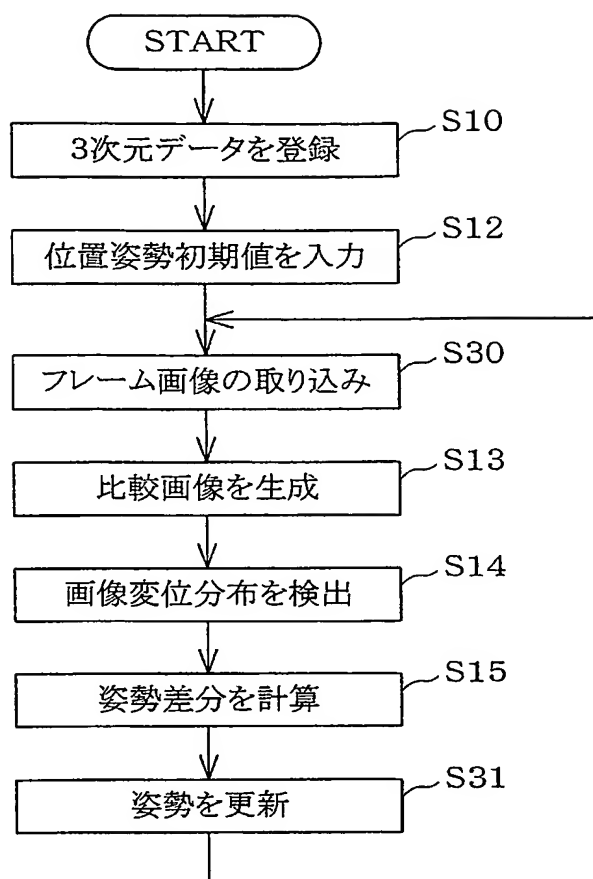 START
S10
3次元データを登録
S12
位置姿勢初期値を入力
S30
フレーム画像の取り込み
S13
比較画像を生成
S14
画像変位分布を検出
S15
姿勢差分を計算
S31
姿勢を更新